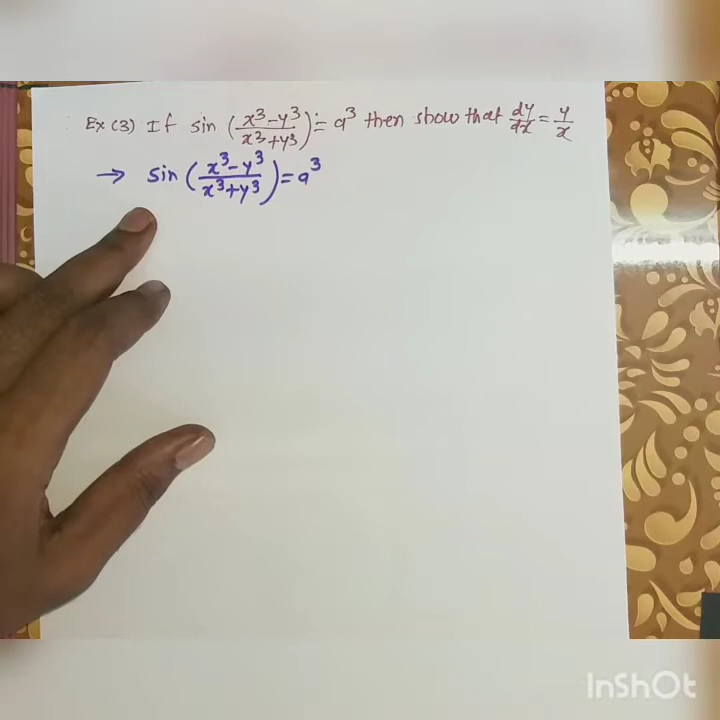 Ex (3) If sin (x³-y³/x³+y³) = a³ then show that dy/dx = y/x
→ sin (x³-y³/x³+y³) = a³
InShOt